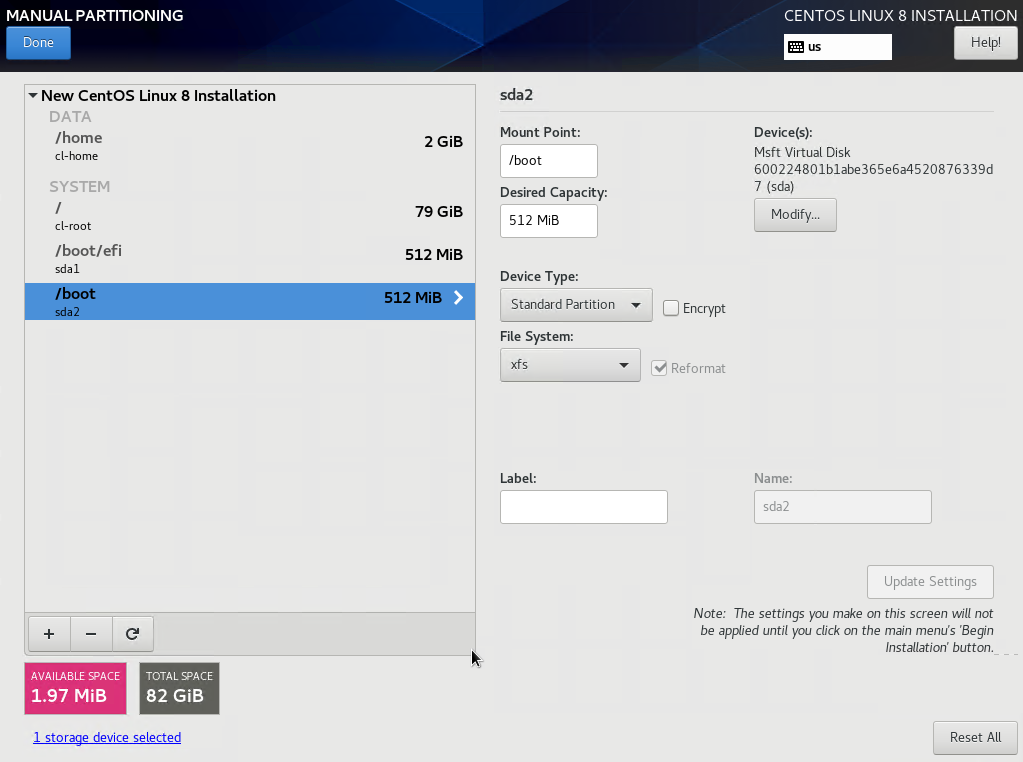 MANUAL PARTITIONING
CENTOS LINUX 8 INSTALLATION
Done
us
Help!
New CentOS Linux 8 Installation
DATA
/home
2 GiB
cl-home
SYSTEM
/
79 GiB
cl-root
/boot/efi
512 MiB
sda1
/boot
512 MiB
sda2
AVAILABLE SPACE
1.97 MiB
TOTAL SPACE
82 GiB
1 storage device selected
sda2
Mount Point:
/boot
Desired Capacity:
512 MiB
Device(s):
Msft Virtual Disk
600224801b1abe365e6a4520876339d
7 (sda)
Modify...
Device Type:
Standard Partition
Encrypt
File System:
xfs
Reformat
Label:
Name:
sda2
Update Settings
Note:  The settings you make on this screen will not
be applied until you click on the main menu's 'Begin
Installation' button.
Reset All